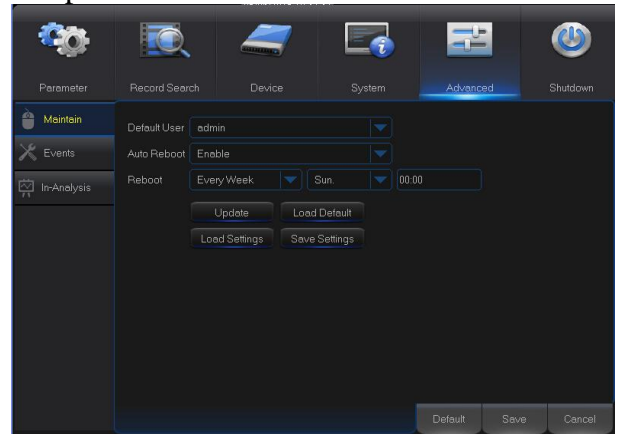 Parameter Record Search Device System Advanced Shutdown
Maintain
Events
In-Analysis
Default User admin
Auto Reboot Enable
Reboot Every Week Sun. 00:00
Update Load Default
Load Settings Save Settings
Default Save Cancel